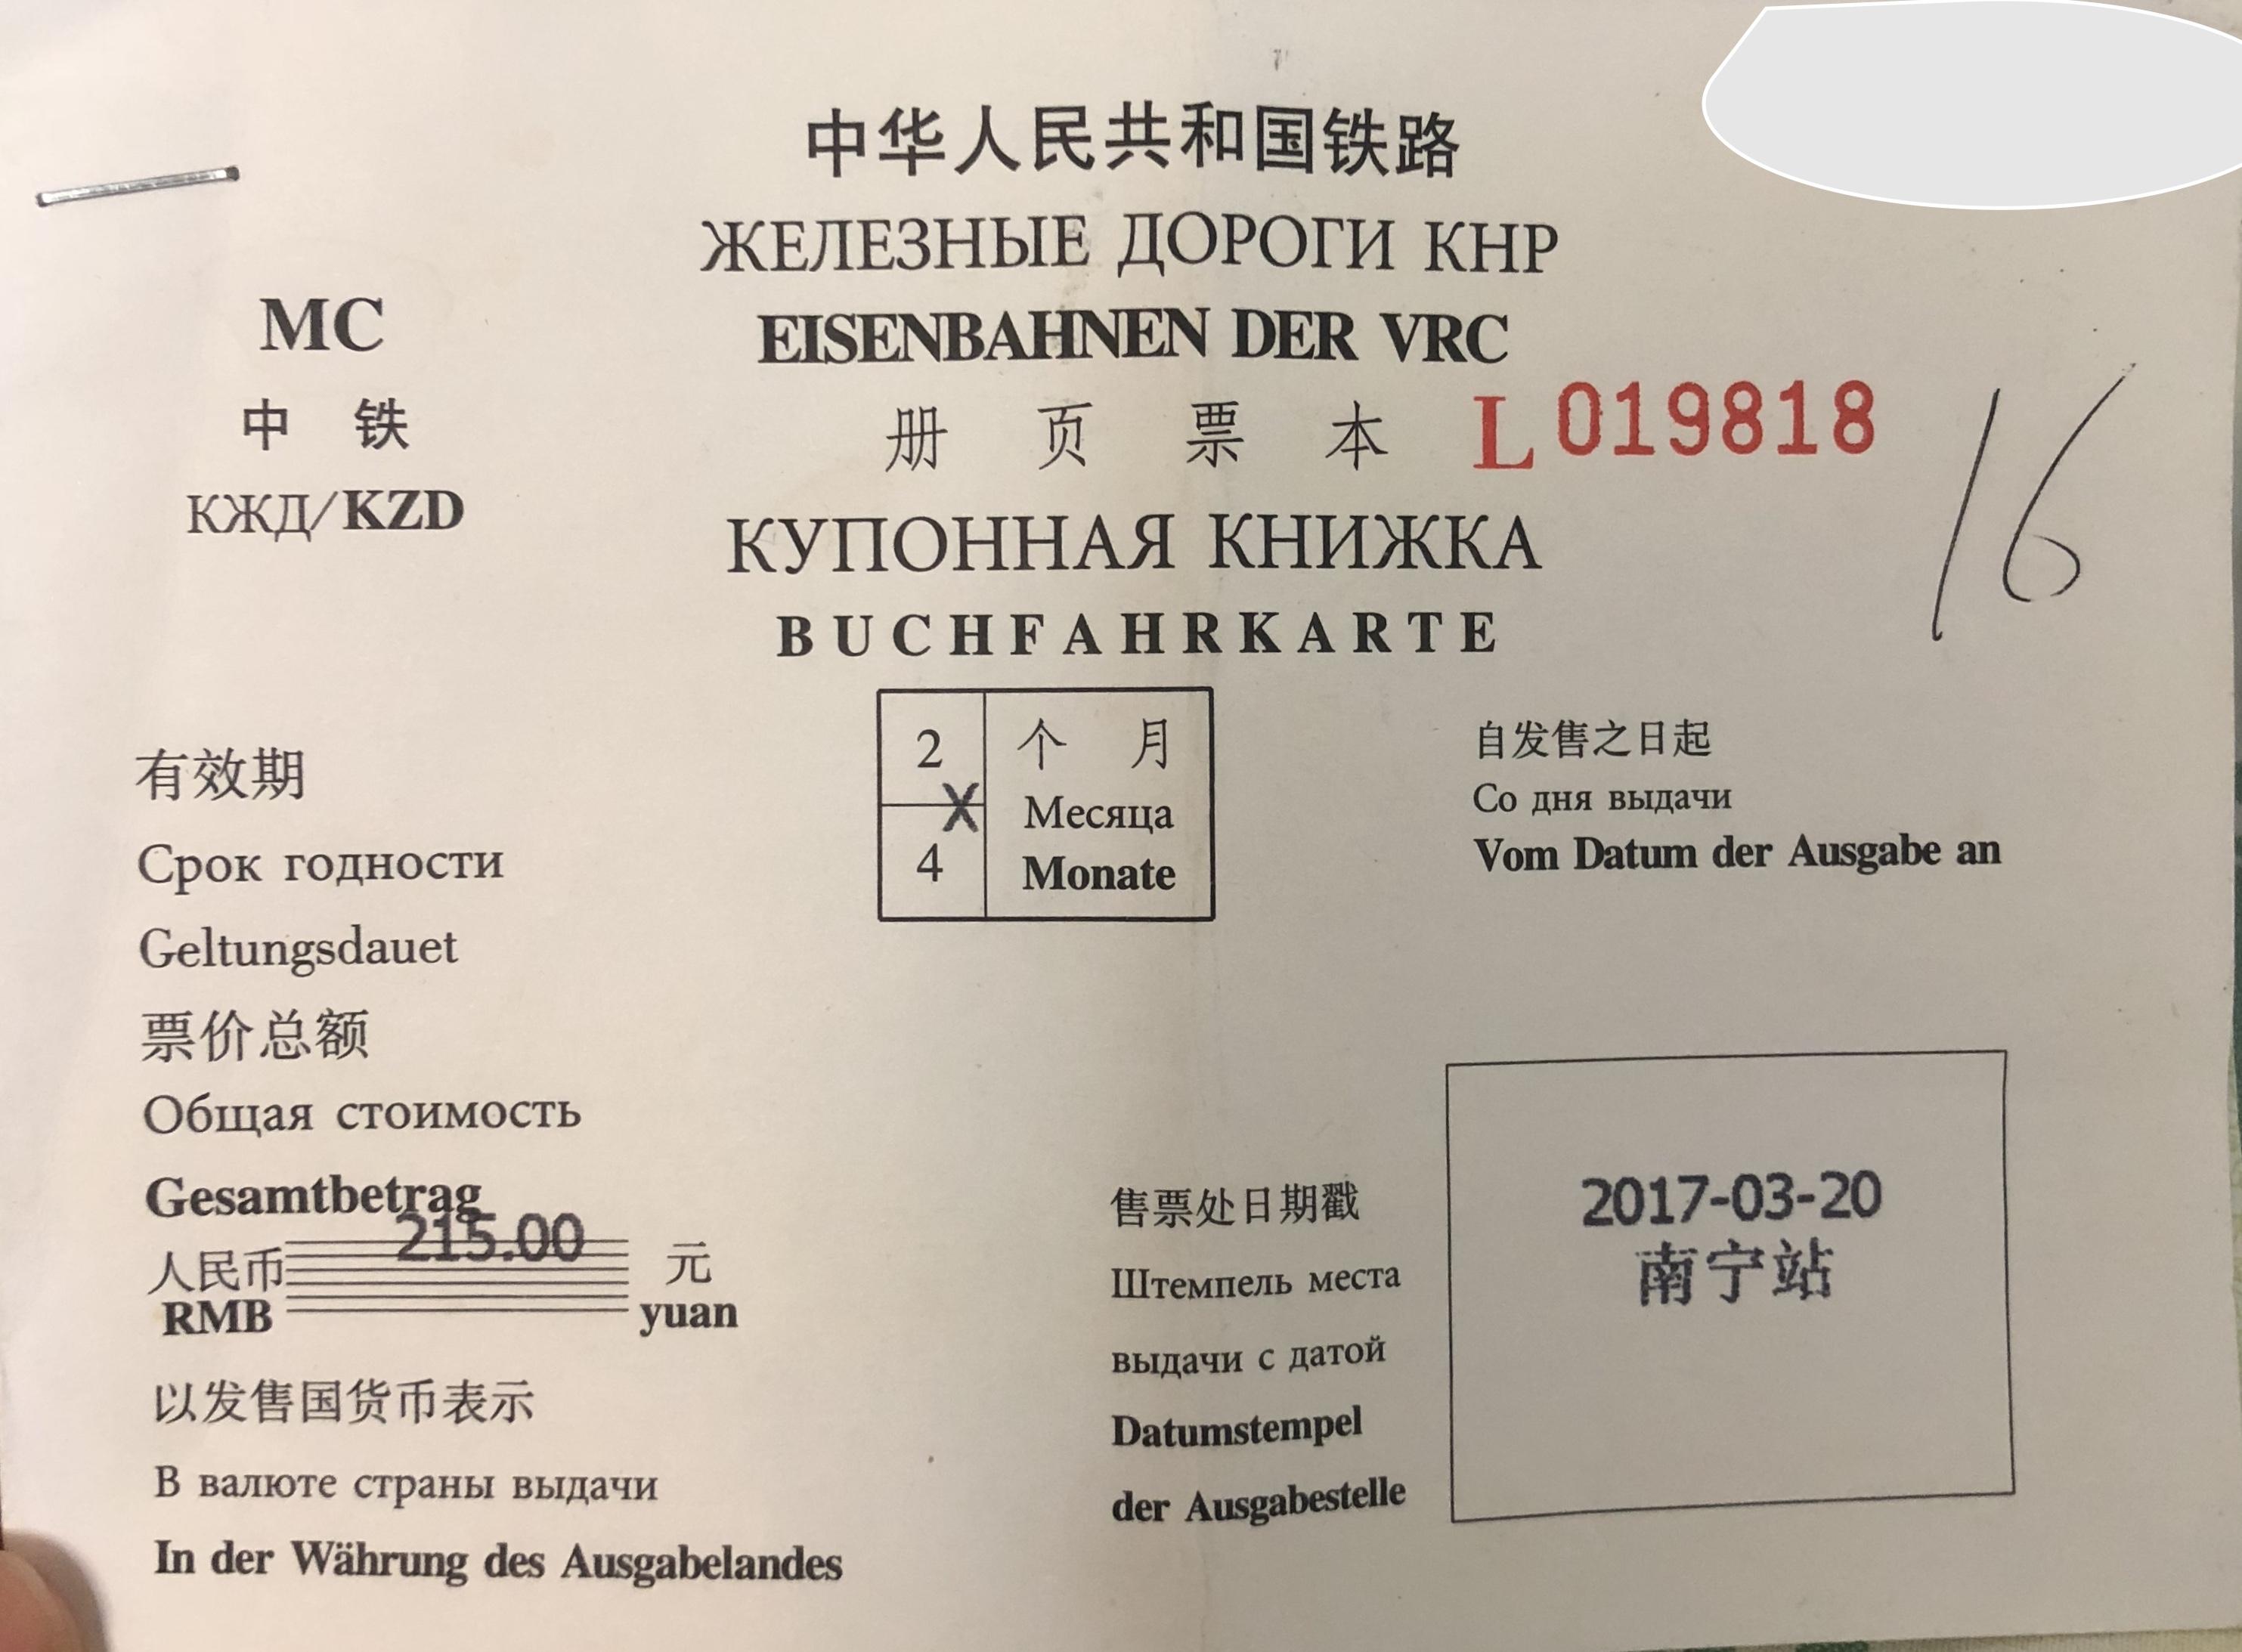 中华人民共和国铁路
ЖЕЛЕЗНЫЕ ДОРОГИ КНР
EISENBAHNEN DER VRC
MC
中 铁
КЖД/KZD
册 页 票 本 L 019818
16
КУПОННАЯ КНИЖКА
BUCHFAHRKARTE
有效期
Срок годности
Geltungsdauet
2
X
4
个 月
Месяца
Monate
自发售之日起
Со дня выдачи
Vom Datum der Ausgabe an
票价总额
Общая стоимость
Gesamtbetrag
215.00
人民币 元
RMB yuan
以发售国货币表示
В валюте страны выдачи
In der Währung des Ausgabelandes
售票处日期戳
Штемпель места
выдачи с датой
Datumstempel
der Ausgabestelle
2017-03-20
南宁站